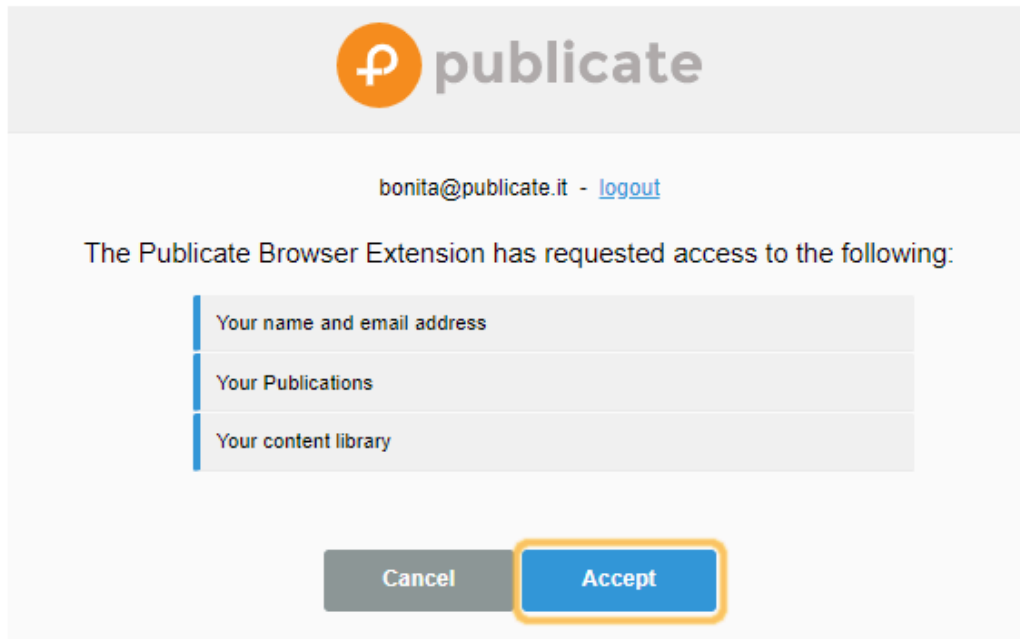 publicate
bonita@publicate.it - logout
The Publicate Browser Extension has requested access to the following:
Your name and email address
Your Publications
Your content library
Cancel Accept